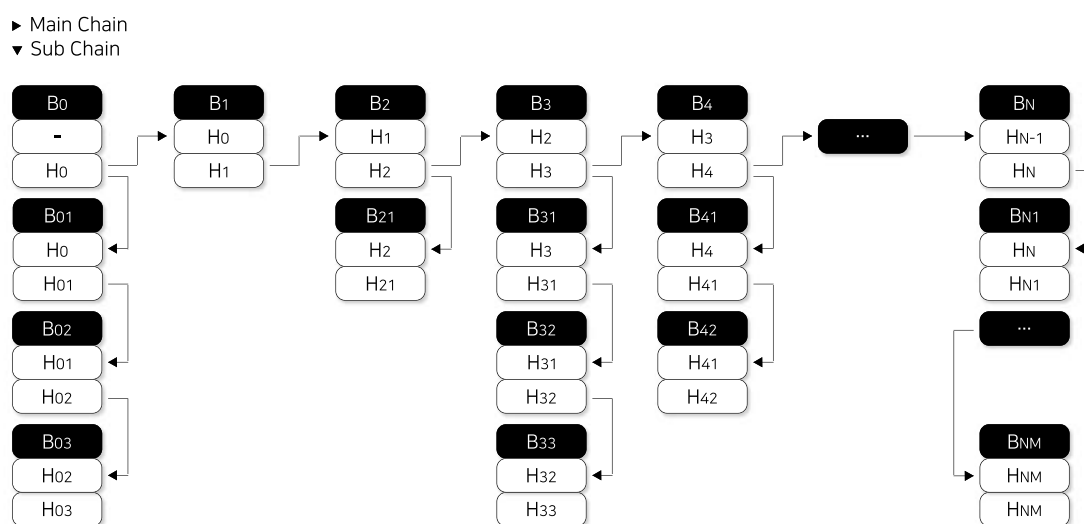 ▶ Main Chain
▼ Sub Chain
B0 B1 B2 B3 B4 ... BN
- H0 H1 H2 H3 HN-1
H0 H1 H2 H3 H4 HN
B01 B21 B31 B41 BN1
H0 H2 H3 H4 HN
H01 H21 H31 H41 HN1
B02 B32 B42 ...
H01 H31 H41
H02 H32 H42
B03 B33 BNM
H02 H32 HNM
H03 H33 HNM